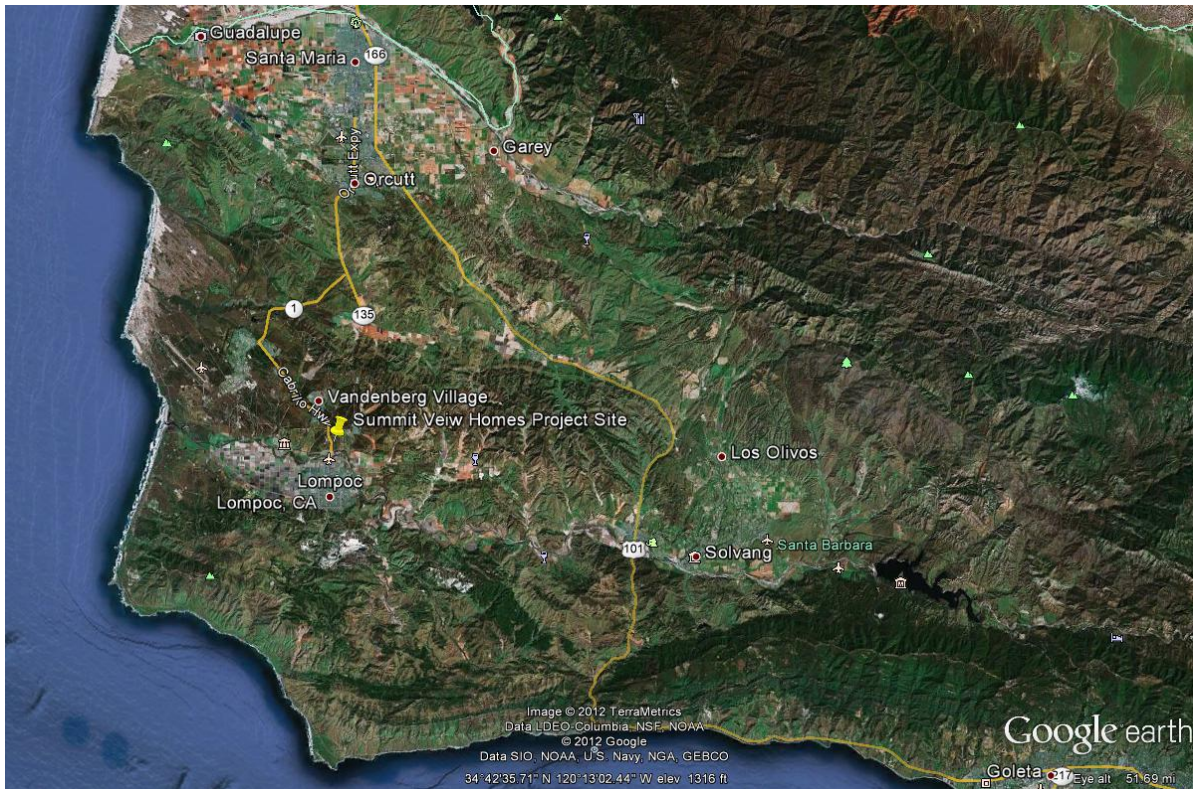 Guadalupe
Santa Maria
166
Garey
Orcutt Expy
Orcutt
1
135
Cabrillo Hwy
Vandenberg Village
Summit Veiw Homes Project Site
Los Olivos
Lompoc
Lompoc, CA
101
Solvang
Santa Barbara
Image © 2012 TerraMetrics
Data LDEO-Columbia, NSF, NOAA
© 2012 Google
Data SIO, NOAA, U.S. Navy, NGA, GEBCO
Google earth
Goleta
217
34°42'35.71" N 120°13'02.44" W elev 1316 ft
Eye alt 51.69 mi